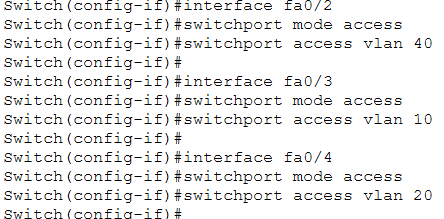 Switch(config-if)#interface fa0/2
Switch(config-if)#switchport mode access
Switch(config-if)#switchport access vlan 40
Switch(config-if)#
Switch(config-if)#interface fa0/3
Switch(config-if)#switchport mode access
Switch(config-if)#switchport access vlan 10
Switch(config-if)#
Switch(config-if)#interface fa0/4
Switch(config-if)#switchport mode access
Switch(config-if)#switchport access vlan 20
Switch(config-if)#